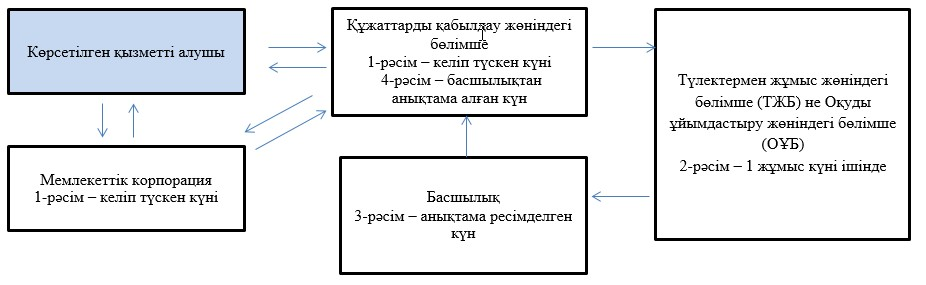 Көрсетілген қызметті алушы
Құжаттарды қабылдау жөніндегі
бөлімше
1-рәсім – келіп түскен күні
4-рәсім – басшылықтан
анықтама алған күн
Түлектермен жұмыс жөніндегі
бөлімше (ТЖБ) не Оқуды
ұйымдастыру жөніндегі бөлімше
(ОҰБ)
2-рәсім – 1 жұмыс күні ішінде
Мемлекеттік корпорация
1-рәсім – келіп түскен күні
Басшылық
3-рәсім – анықтама ресімделген
күн